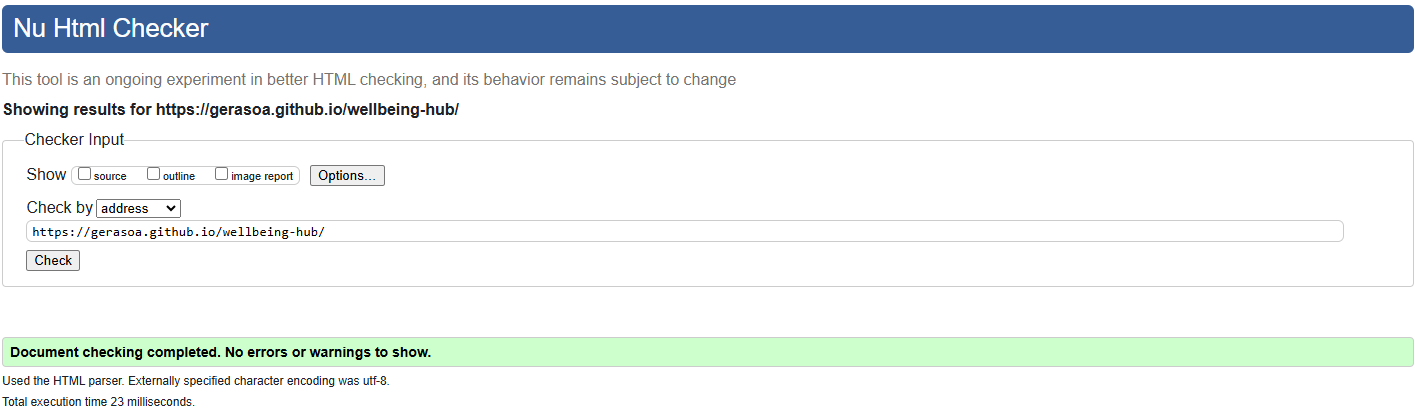 Nu Html Checker
This tool is an ongoing experiment in better HTML checking, and its behavior remains subject to change
Showing results for https://gerasoa.github.io/wellbeing-hub/
Checker Input
Show source outline image report Options...
Check by address
https://gerasoa.github.io/wellbeing-hub/
Check
Document checking completed. No errors or warnings to show.
Used the HTML parser. Externally specified character encoding was utf-8.
Total execution time 23 milliseconds.